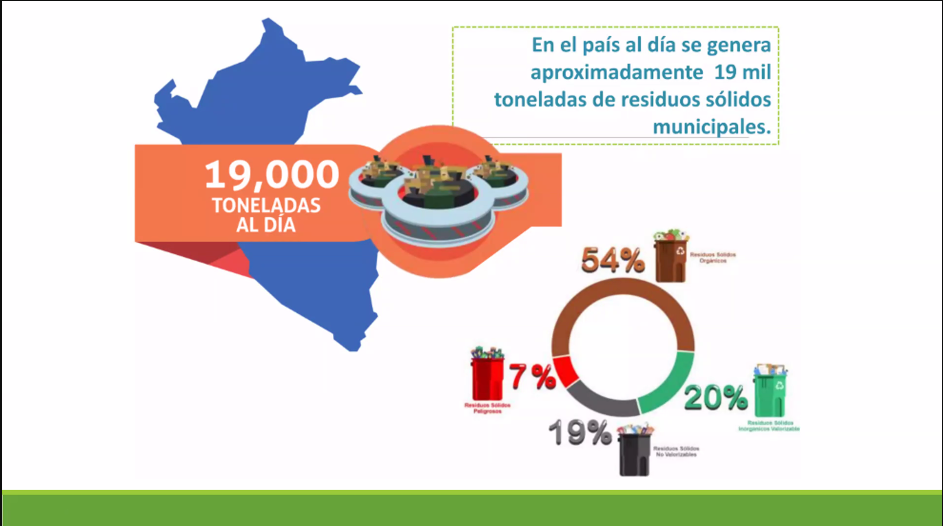 En el país al día se genera
aproximadamente 19 mil
toneladas de residuos sólidos
municipales.
19,000
TONELADAS
AL DÍA
54%
Residuos Sólidos
Orgánicos
7%
Residuos Sólidos
Peligrosos
20%
Residuos Sólidos
Inorgánicos Valorizable
19%
Residuos Sólidos
No Valorizables